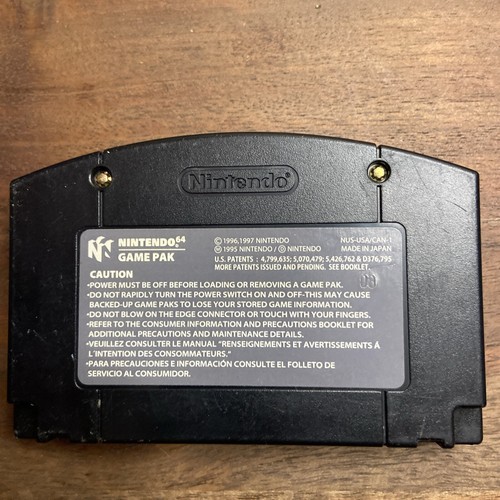 Nintendo®
NINTENDO⁶⁴
GAME PAK
©1996,1997 NINTENDO
Ⓜ 1995 NINTENDO / Ⓓ NINTENDO
NUS-USA/CAN-1
MADE IN JAPAN
U.S. PATENTS : 4,799,635; 5,070,479; 5,426,762 & D376,795
MORE PATENTS ISSUED AND PENDING. SEE BOOKLET.
CAUTION
•POWER MUST BE OFF BEFORE LOADING OR REMOVING A GAME PAK.
•DO NOT RAPIDLY TURN THE POWER SWITCH ON AND OFF-THIS MAY CAUSE
BACKED-UP GAME PAKS TO LOSE YOUR STORED GAME INFORMATION.
•DO NOT BLOW ON THE EDGE CONNECTOR OR TOUCH WITH YOUR FINGERS.
•REFER TO THE CONSUMER INFORMATION AND PRECAUTIONS BOOKLET FOR
ADDITIONAL PRECAUTIONS AND MAINTENANCE DETAILS.
•VEUILLEZ CONSULTER LE MANUAL "RENSEIGNEMENTS ET AVERTISSEMENTS À
L'INTENTION DES CONSOMMATEURS."
•PARA PRECAUCIONES E INFORMACIÓN CONSULTE EL FOLLETO DE
SERVICIO AL CONSUMIDOR.